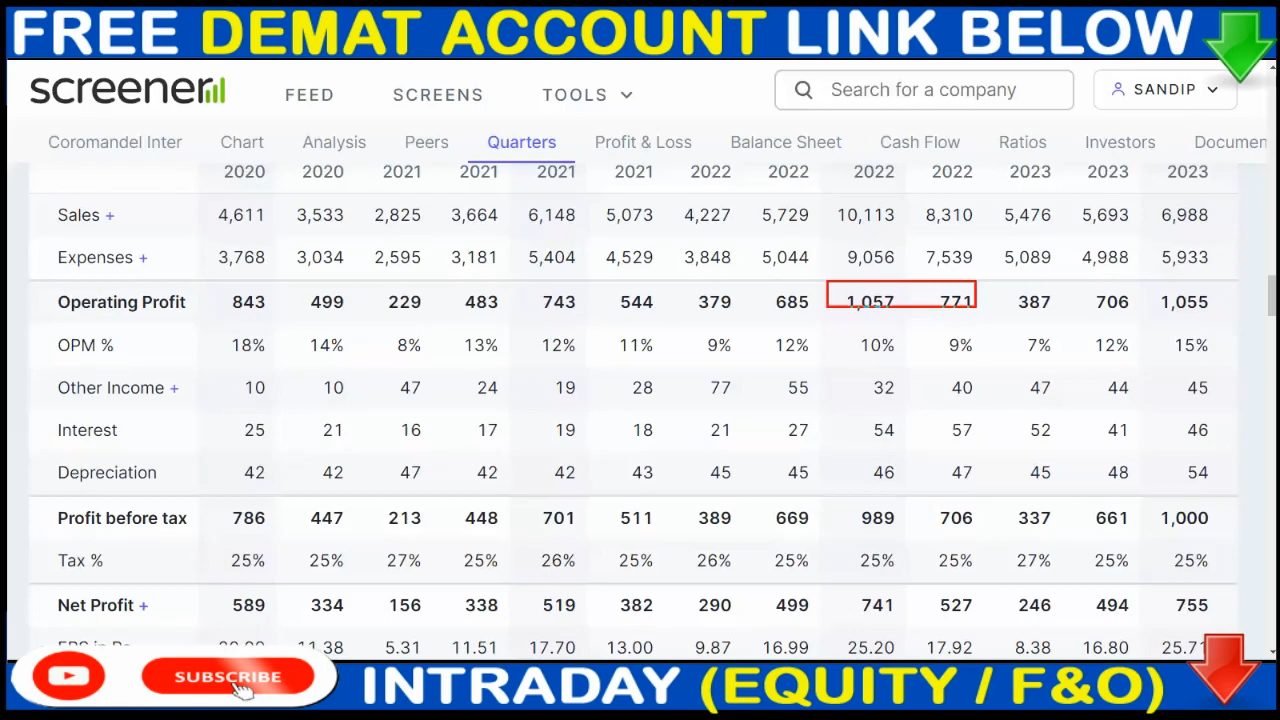 FREE DEMAT ACCOUNT LINK BELOW
screener FEED SCREENS TOOLS Search for a company SANDIP
Coromandel Inter Chart Analysis Peers Quarters Profit & Loss Balance Sheet Cash Flow Ratios Investors Documen
2020 2020 2021 2021 2021 2021 2022 2022 2022 2022 2023 2023 2023
Sales + 4,611 3,533 2,825 3,664 6,148 5,073 4,227 5,729 10,113 8,310 5,476 5,693 6,988
Expenses + 3,768 3,034 2,595 3,181 5,404 4,529 3,848 5,044 9,056 7,539 5,089 4,988 5,933
Operating Profit 843 499 229 483 743 544 379 685 1,057 771 387 706 1,055
OPM % 18% 14% 8% 13% 12% 11% 9% 12% 10% 9% 7% 12% 15%
Other Income + 10 10 47 24 19 28 77 55 32 40 47 44 45
Interest 25 21 16 17 19 18 21 27 54 57 52 41 46
Depreciation 42 42 47 42 42 43 45 45 46 47 45 48 54
Profit before tax 786 447 213 448 701 511 389 669 989 706 337 661 1,000
Tax % 25% 25% 27% 25% 26% 25% 26% 25% 25% 25% 27% 25% 25%
Net Profit + 589 334 156 338 519 382 290 499 741 527 246 494 755
11.38 5.31 11.51 17.70 13.00 9.87 16.99 25.20 17.92 8.38 16.80
SUBSCRIBE
INTRADAY (EQUITY / F&O)